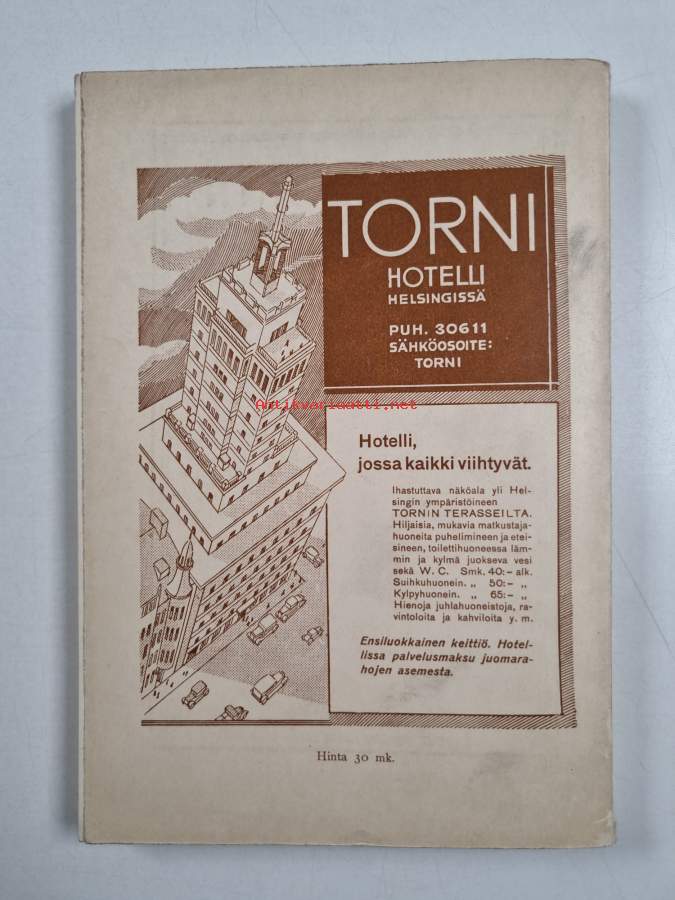 TORNI
HOTELLI
HELSINGISSÄ
PUH. 30611
SÄHKÖOSOITE:
TORNI
Antikvariaatti.net
Hotelli,
jossa kaikki viihtyvät.
Ihastuttava näköala yli Hel-
singin ympäristöineen
TORNIN TERASSEILTA.
Hiljaisia, mukavia matkustaja-
huoneita puhelimineen ja etei-
sineen, toilettihuoneessa läm-
min ja kylmä juokseva vesi
sekä W. C. Smk. 40:– alk.
Suihkuhuonein. „ 50:– „
Kylpyhuonein. „ 65:– „
Hienoja juhlahuoneistoja, ra-
vintoloita ja kahviloita y. m.
Ensiluokkainen keittiö. Hotel-
lissa palvelusmaksu juomara-
hojen asemesta.
Hinta 30 mk.